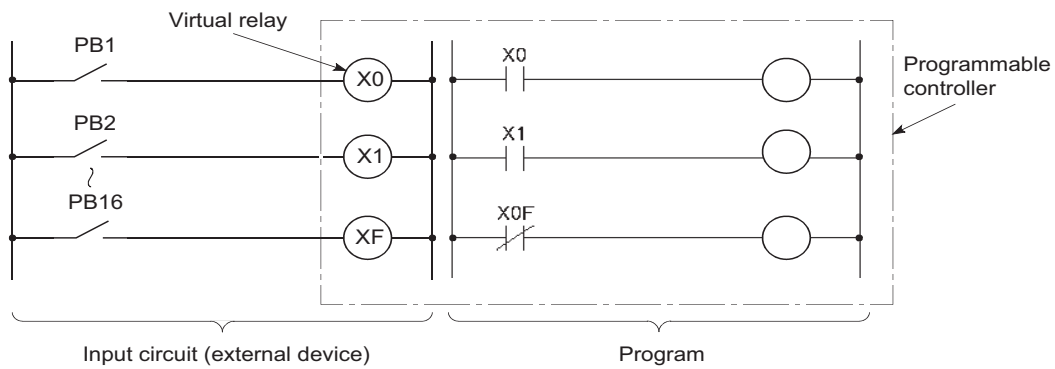 Virtual relay
PB1
X0
X0
Programmable
controller
PB2
X1
X1
PB16
XF
X0F
Input circuit (external device)
Program